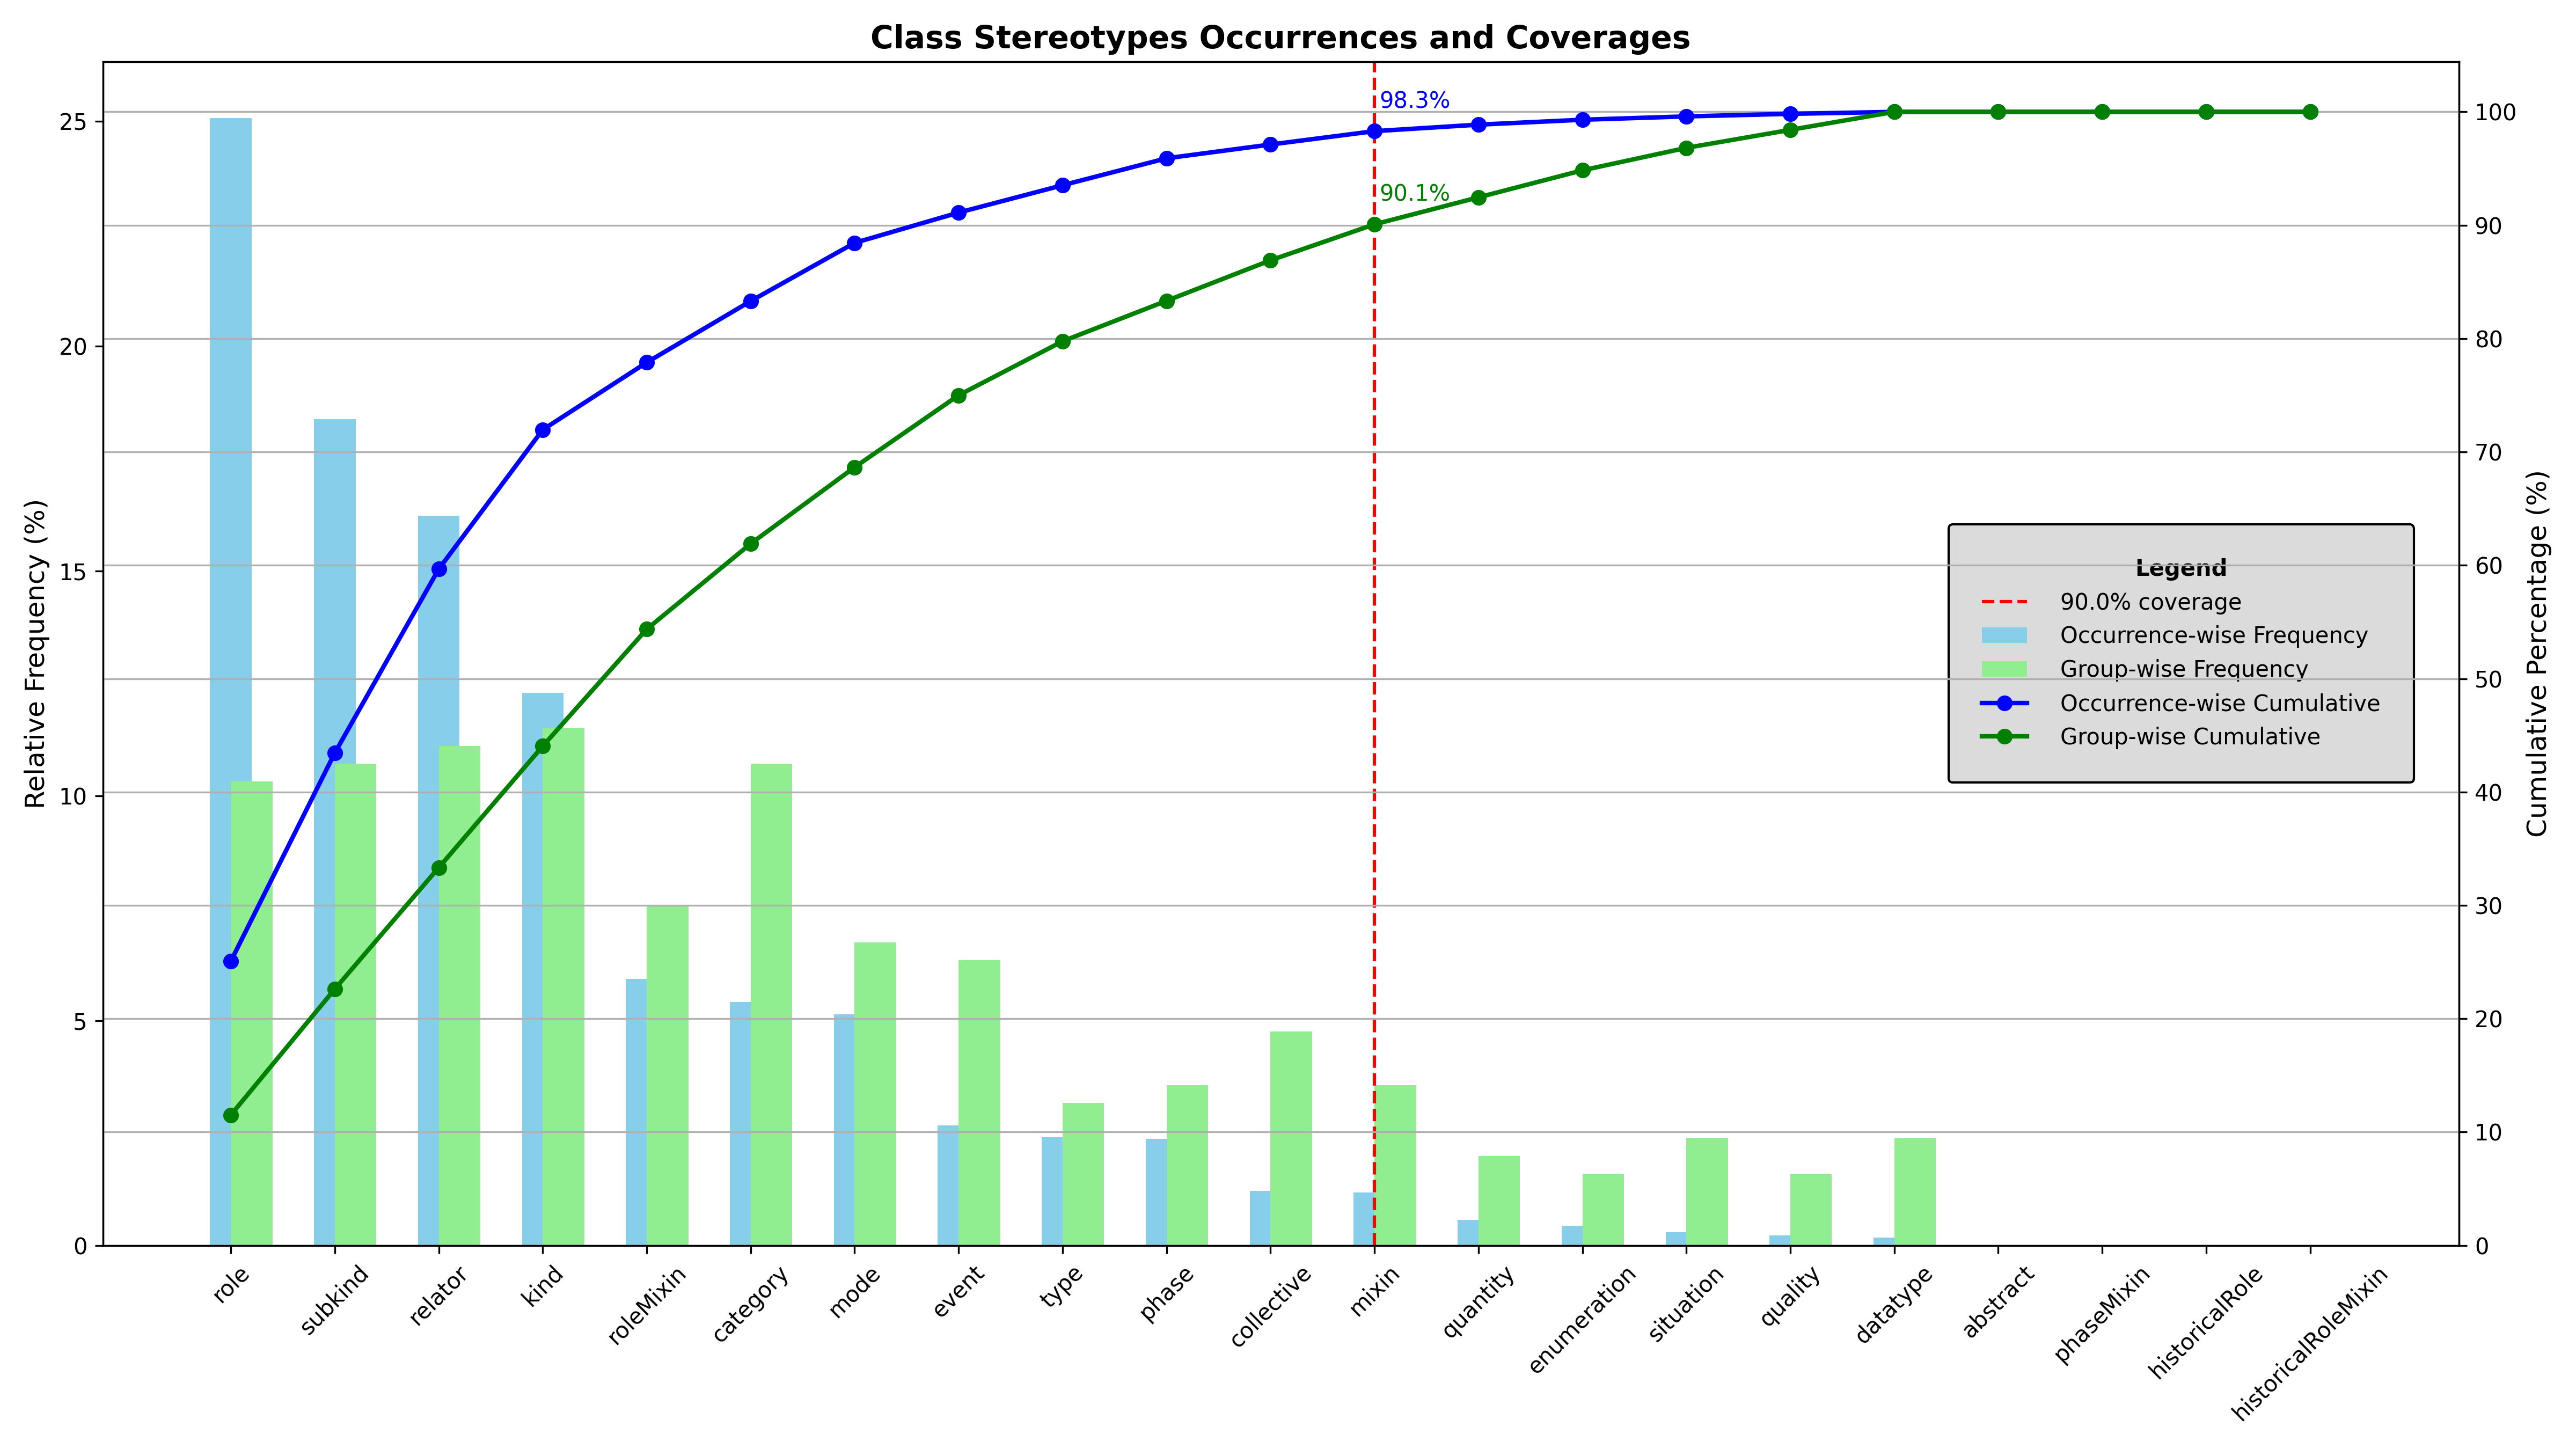 Class Stereotypes Occurrences and Coverages
Relative Frequency (%)
25
20
15
10
5
0
98.3%
90.1%
100
90
80
70
60
50
40
30
20
10
0
Cumulative Percentage (%)
Legend
90.0% coverage
Occurrence-wise Frequency
Group-wise Frequency
Occurrence-wise Cumulative
Group-wise Cumulative
role
subkind
relator
kind
roleMixin
category
mode
event
type
phase
collective
mixin
quantity
enumeration
situation
quality
datatype
abstract
phaseMixin
historicalRole
historicalRoleMixin